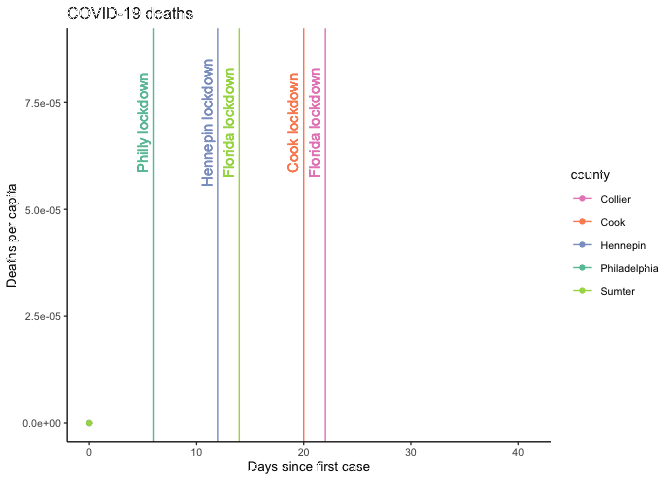 COVID-19 deaths
Deaths per capita
7.5e-05
5.0e-05
2.5e-05
0.0e+00
Philly lockdown
Hennepin lockdown
Florida lockdown
Cook lockdown
Florida lockdown
0
10
20
30
40
Days since first case
county
Collier
Cook
Hennepin
Philadelphia
Sumter